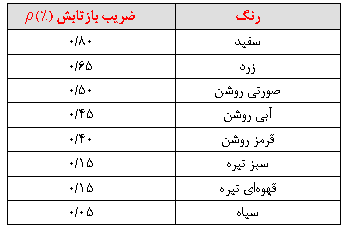 رنگ ضریب بازتابش ρ(٪)
سفید ۰/۸۰
زرد ۰/۶۵
صورتی روشن ۰/۵۰
آبی روشن ۰/۴۵
قرمز روشن ۰/۴۰
سبز تیره ۰/۱۵
قهوه‌ای تیره ۰/۱۵
سیاه ۰/۰۵